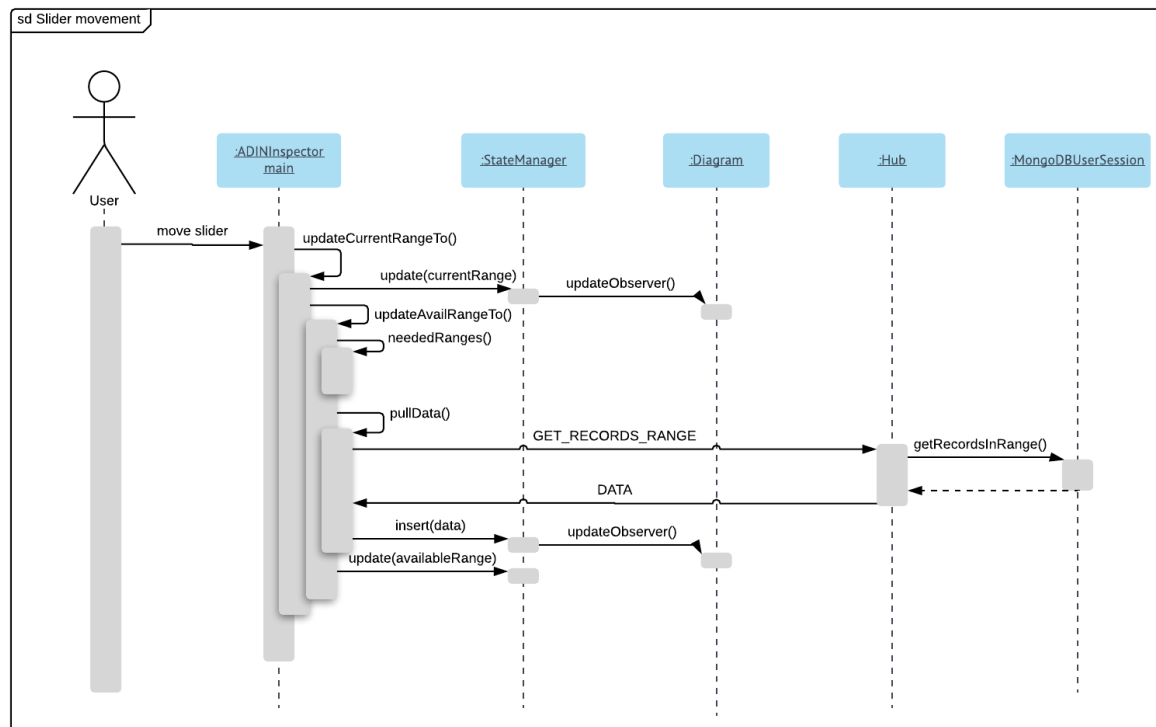 sd Slider movement
:ADINInspector
main
:StateManager
:Diagram
:Hub
:MongoDBUserSession
User
move slider
updateCurrentRangeTo()
update(currentRange)
updateObserver()
updateAvailRangeTo()
neededRanges()
pullData()
GET_RECORDS_RANGE
getRecordsInRange()
DATA
insert(data)
updateObserver()
update(availableRange)